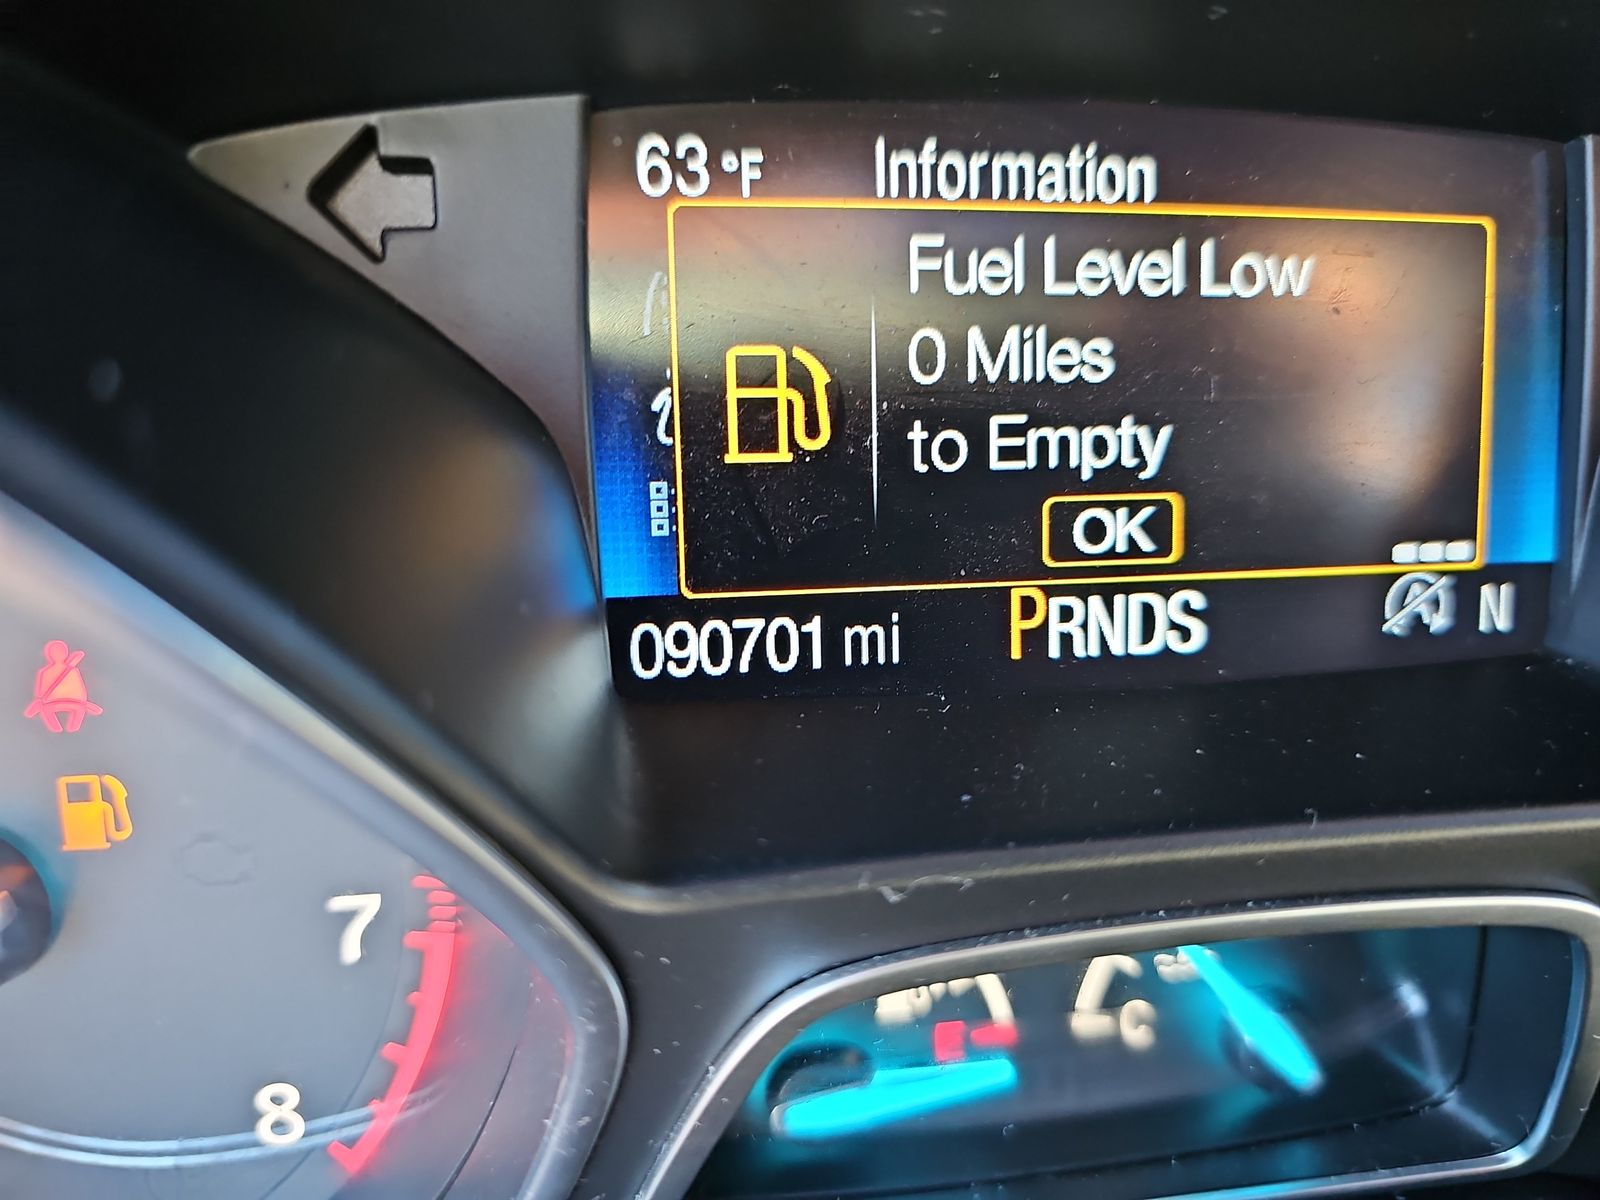 63 °F
Information
Fuel Level Low
0 Miles
to Empty
OK
090701 mi
PRNDS
N
7
8
E
C